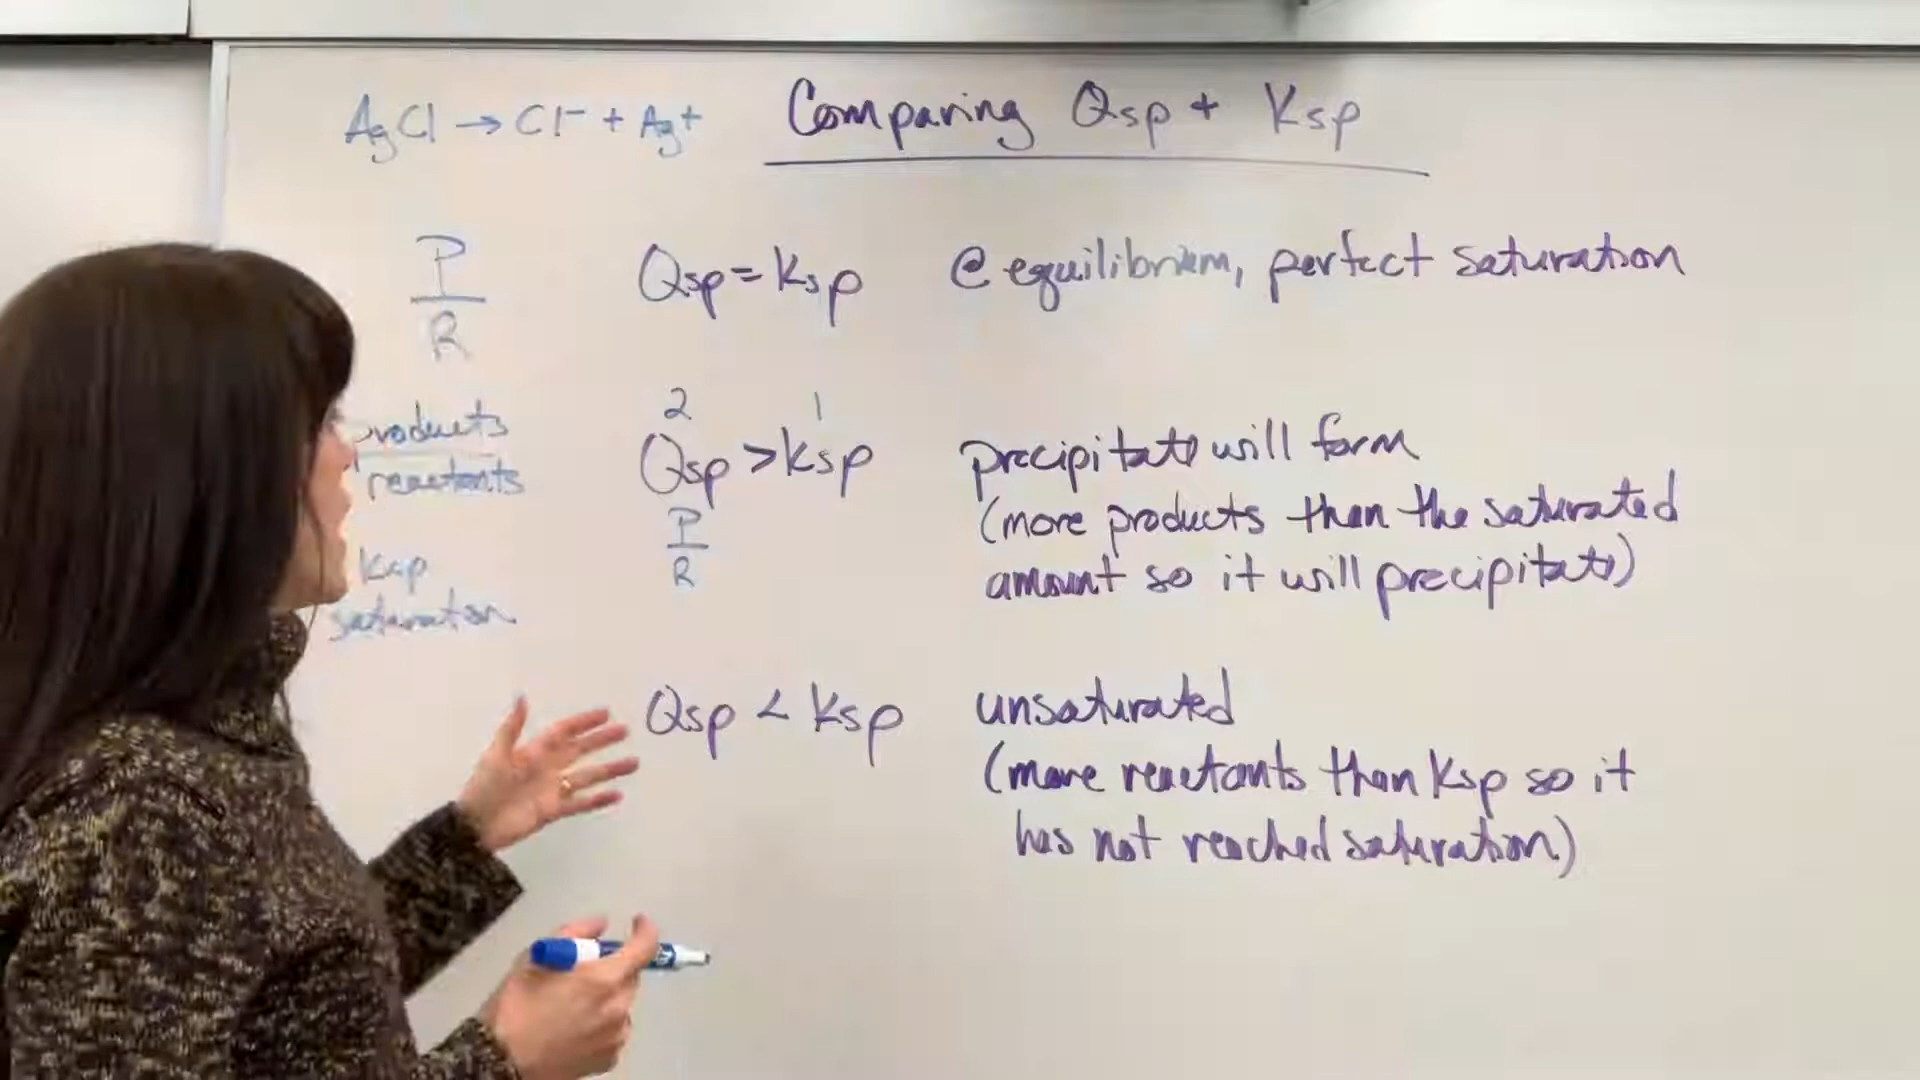 AgCl → Cl⁻ + Ag⁺
Comparing Qsp + Ksp
P
R
Qsp = Ksp
@ equilibrium, perfect saturation
products
reactants
2 1
Qsp > Ksp
P
R
precipitate will form
(more products than the saturated
amount so it will precipitate)
Ksp
saturation
Qsp < Ksp
unsaturated
(more reactants than Ksp so it
has not reached saturation)